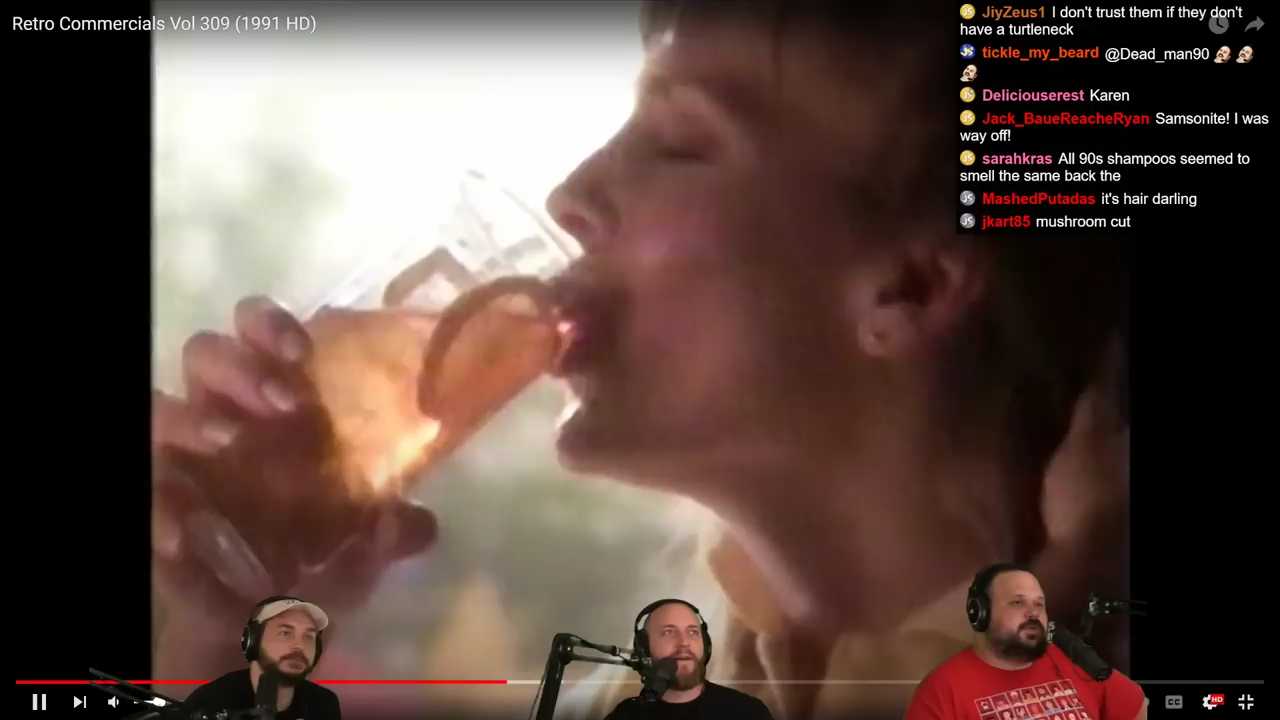 Retro Commercials Vol 309 (1991 HD)
JiyZeus1 I don't trust them if they don't
have a turtleneck
tickle_my_beard @Dead_man90
Deliciouserest Karen
Jack_BaueReacheRyan Samsonite! I was
way off!
sarahkras All 90s shampoos seemed to
smell the same back the
MashedPutadas it's hair darling
jkart85 mushroom cut
CC
HD